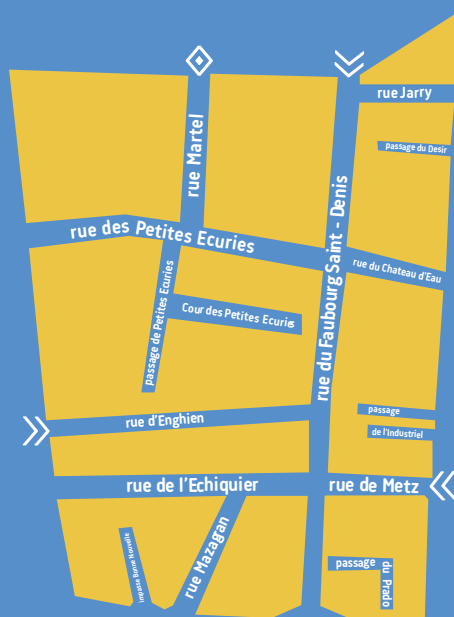 rue Jarry
rue Martel
passage du Desir
rue du Faubourg Saint - Denis
rue des Petites Ecuries
rue du Chateau d'Eau
passage de Petites Ecuries
Cour des Petites Ecuries
passage
rue d'Enghien
de l'Industriel
rue de l'Echiquier
rue de Metz
rue Mazagan
impasse Bonne Nouvelle
passage
du Prado